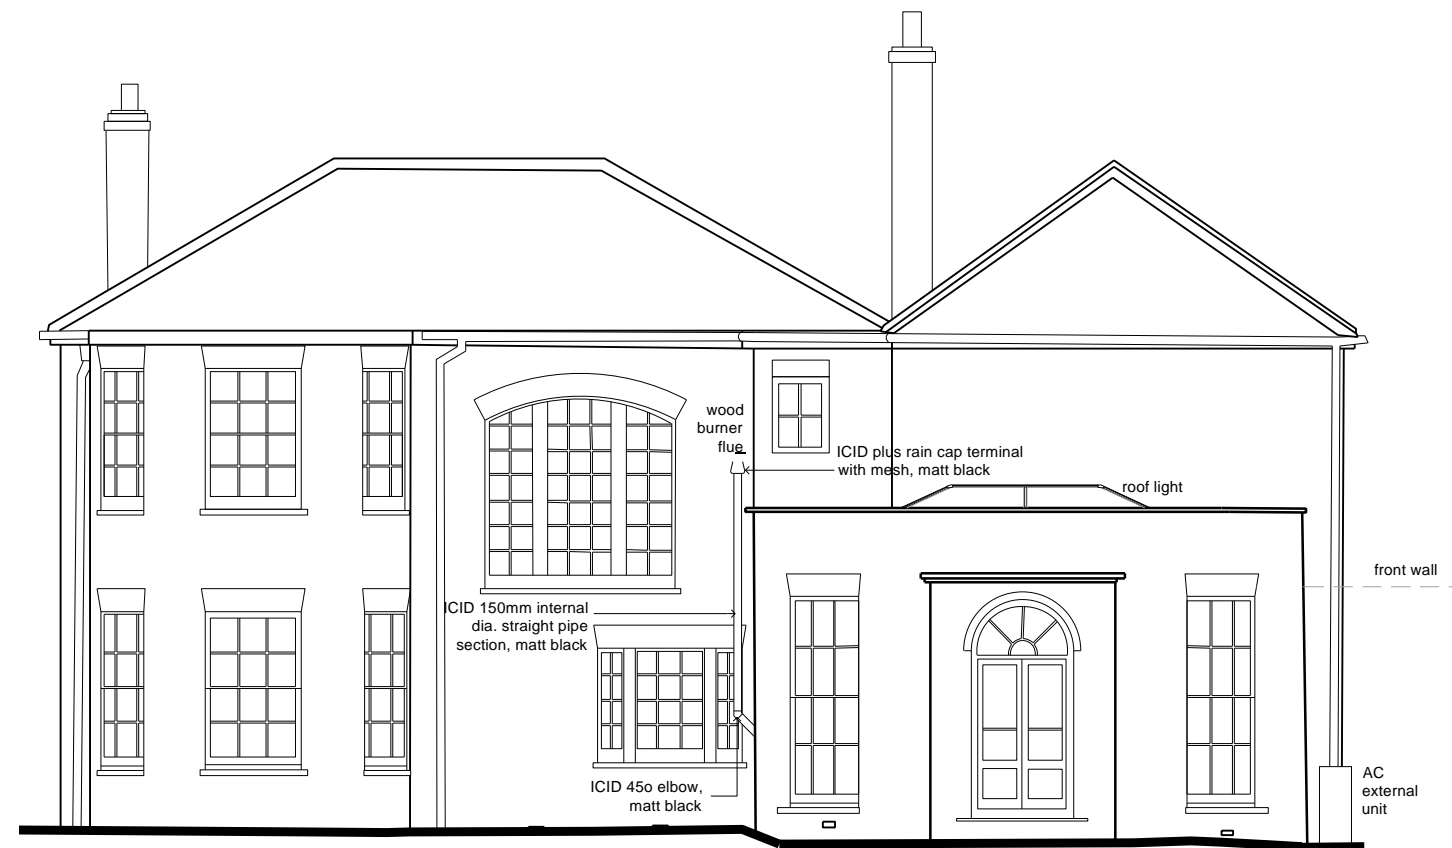 wood
burner
flue
ICID plus rain cap terminal
with mesh, matt black
roof light
front wall
ICID 150mm internal
dia. straight pipe
section, matt black
AC
external
unit
ICID 45o elbow,
matt black